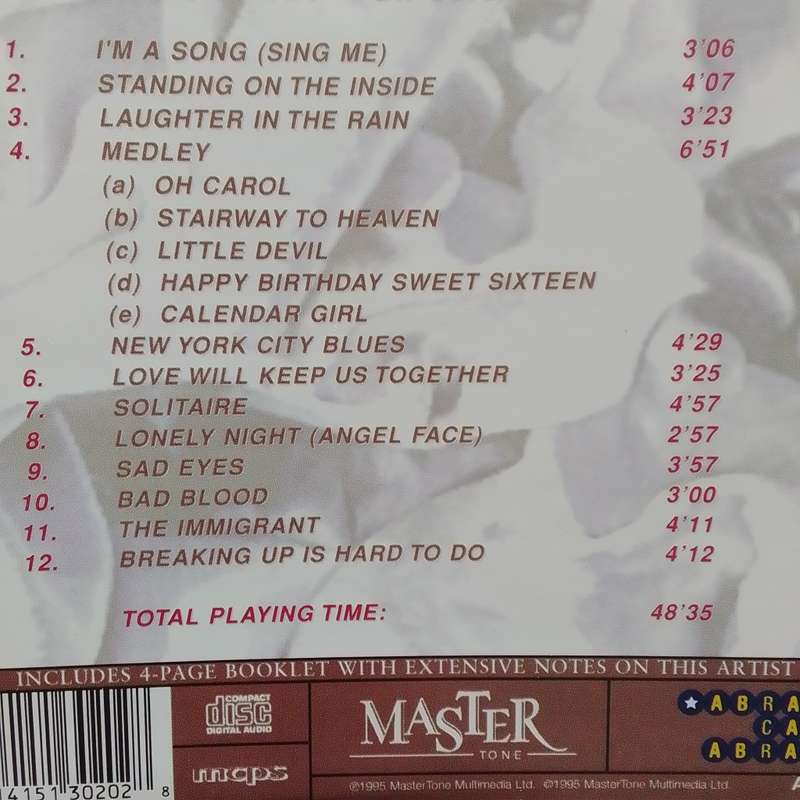 1. I'M A SONG (SING ME) 3'06
2. STANDING ON THE INSIDE 4'07
3. LAUGHTER IN THE RAIN 3'23
4. MEDLEY 6'51
(a) OH CAROL
(b) STAIRWAY TO HEAVEN
(c) LITTLE DEVIL
(d) HAPPY BIRTHDAY SWEET SIXTEEN
(e) CALENDAR GIRL
5. NEW YORK CITY BLUES 4'29
6. LOVE WILL KEEP US TOGETHER 3'25
7. SOLITAIRE 4'57
8. LONELY NIGHT (ANGEL FACE) 2'57
9. SAD EYES 3'57
10. BAD BLOOD 3'00
11. THE IMMIGRANT 4'11
12. BREAKING UP IS HARD TO DO 4'12
TOTAL PLAYING TIME: 48'35
INCLUDES 4-PAGE BOOKLET WITH EXTENSIVE NOTES ON THIS ARTIST
COMPACT
disc
DIGITAL AUDIO
mcps
MASTER
TONE
ABRA
CA
ABRA
©1995 MasterTone Multimedia Ltd. ©1995 MasterTone Multimedia Ltd.
14151 30202 8